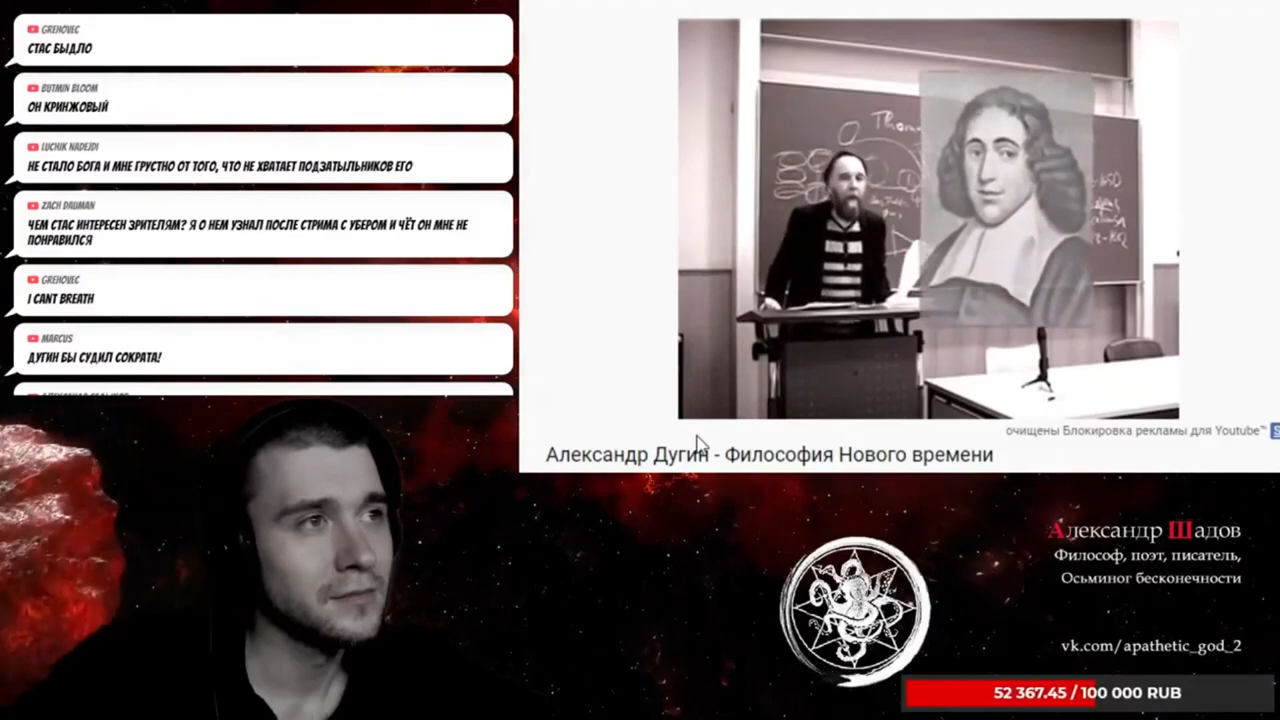 GREHOVEC
СТАС БЫДЛО
BUTMIN BLOOM
ОН КРИНЖОВЫЙ
LUCHIK NADEJDI
НЕ СТАЛО БОГА И МНЕ ГРУСТНО ОТ ТОГО, ЧТО НЕ ХВАТАЕТ ПОДЗАТЫЛЬНИКОВ ЕГО
ZACH DAUMAN
ЧЕМ СТАС ИНТЕРЕСЕН ЗРИТЕЛЯМ? Я О НЕМ УЗНАЛ ПОСЛЕ СТРИМА С УБЕРОМ И ЧЁТ ОН МНЕ НЕ
ПОНРАВИЛСЯ
GREHOVEC
I CANT BREATH
MARCUS
ДУГИН БЫ СУДИЛ СОКРАТА!
очищены Блокировка рекламы для Youtube™
Александр Дугин - Философия Нового времени
Александр Шадов
Философ, поэт, писатель,
Осьминог бесконечности
vk.com/apathetic_god_2
52 367.45 / 100 000 RUB